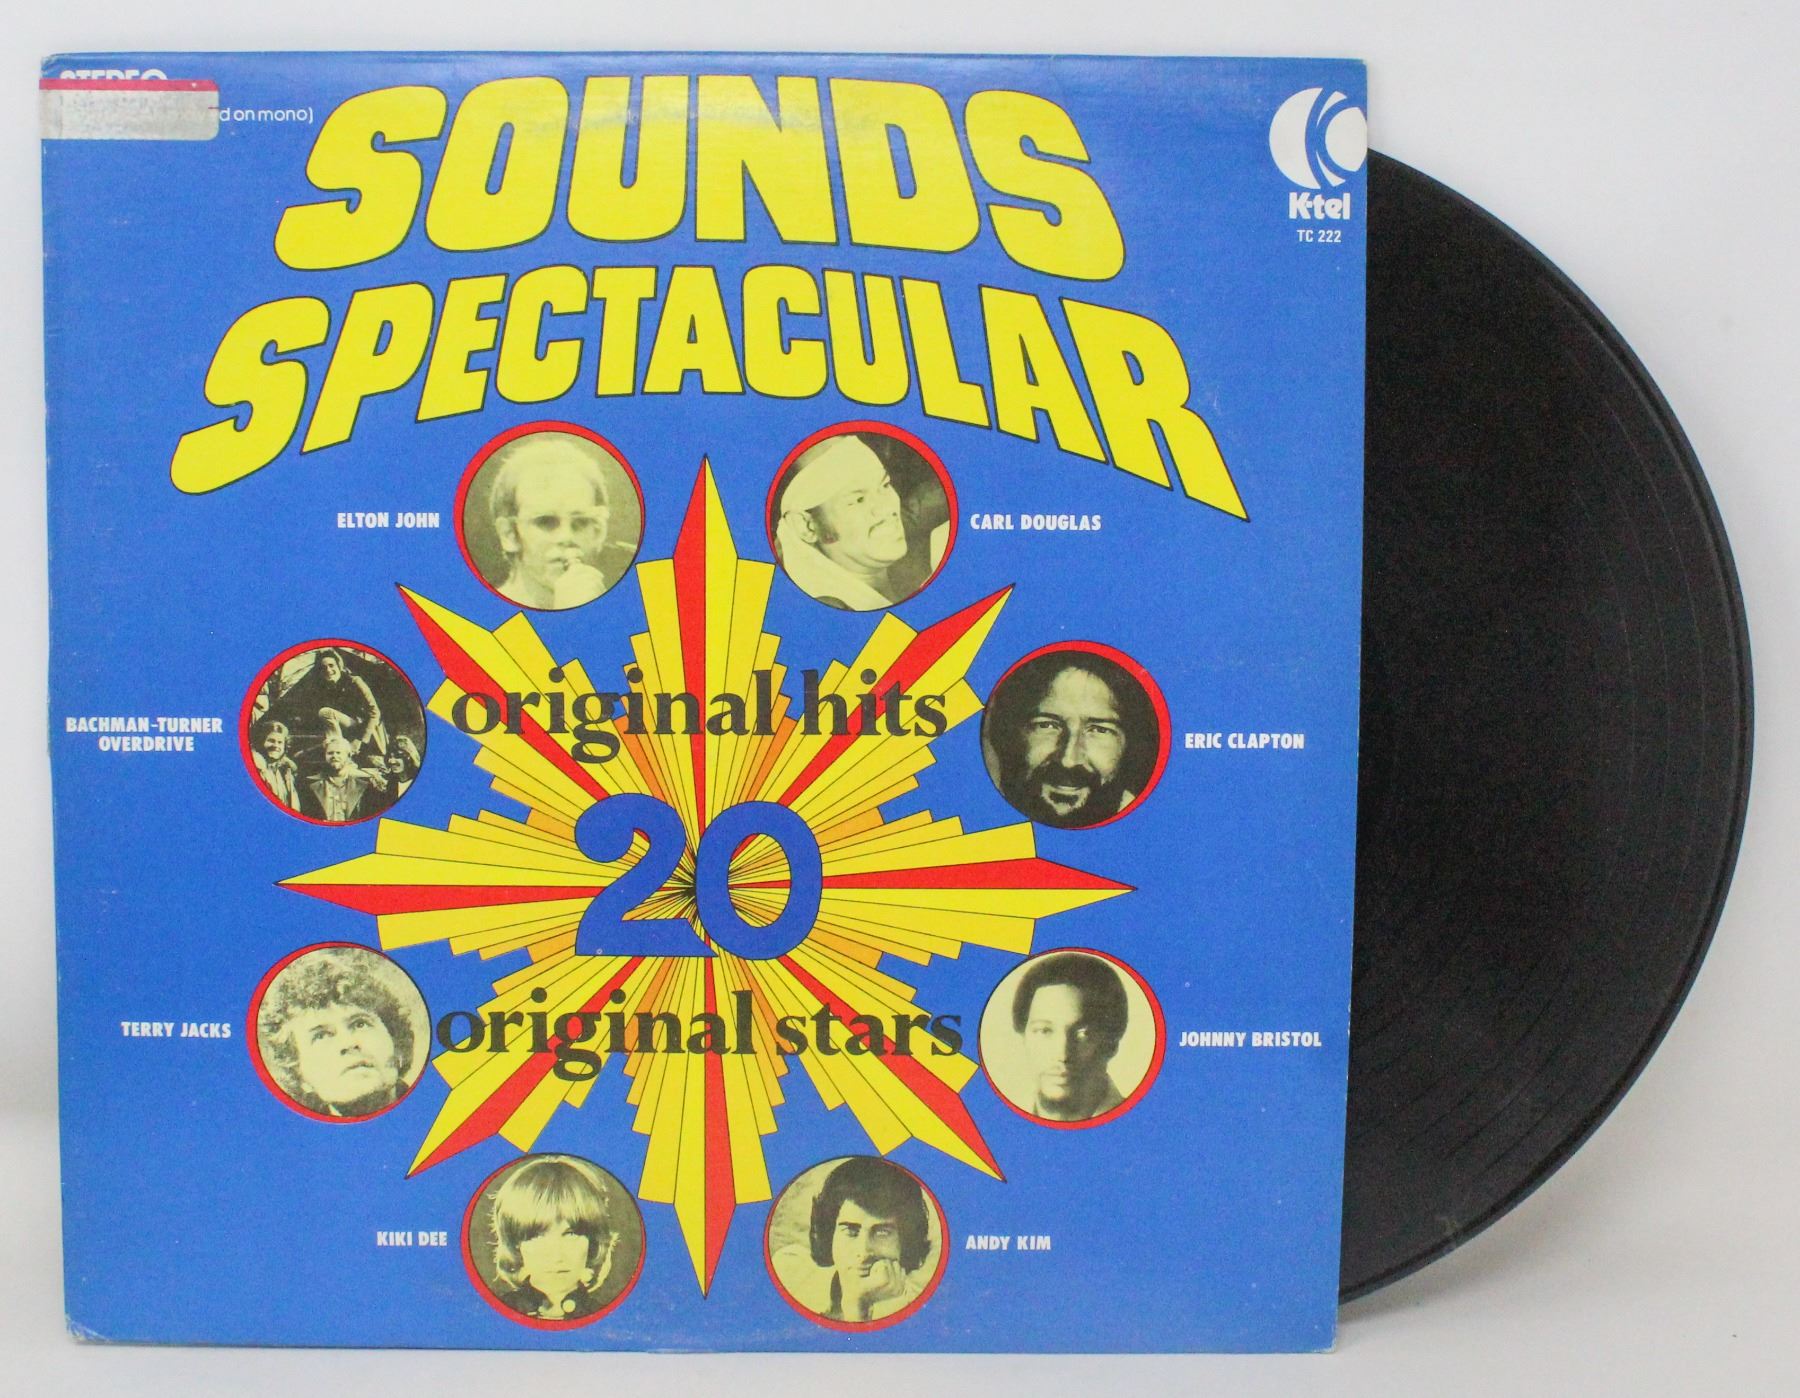 STEREO
on mono)
SOUNDS
SPECTACULAR
K-tel
TC 222
ELTON JOHN
CARL DOUGLAS
original hits
BACHMAN-TURNER
OVERDRIVE
ERIC CLAPTON
20
original stars
TERRY JACKS
JOHNNY BRISTOL
KIKI DEE
ANDY KIM